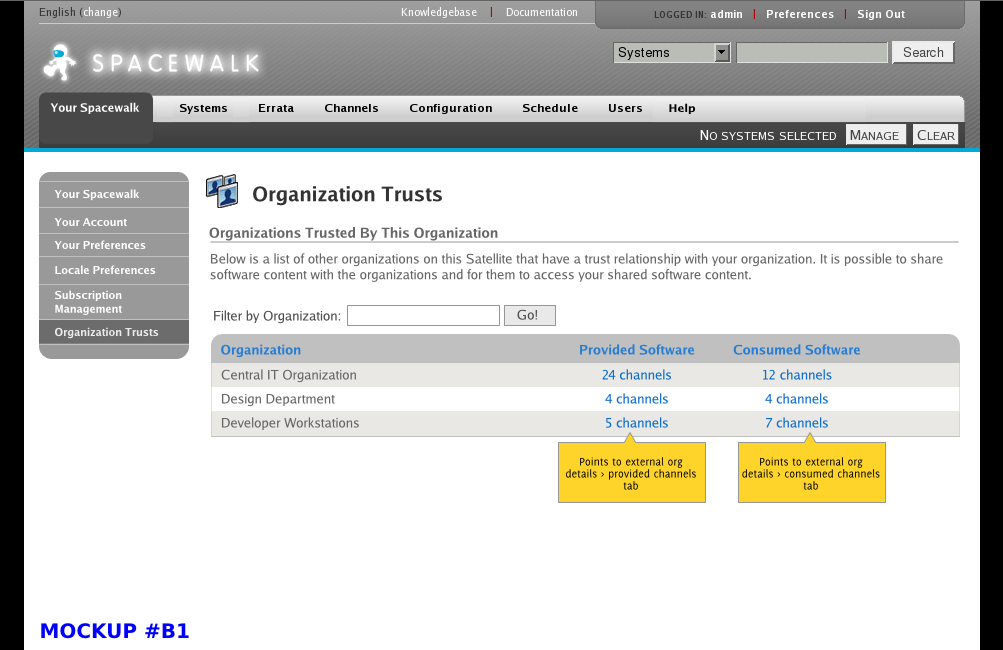 English (change)
Knowledgebase | Documentation
LOGGED IN: admin | Preferences | Sign Out
SPACEWALK
Systems
Search
Your Spacewalk Systems Errata Channels Configuration Schedule Users Help
No systems selected Manage Clear
Your Spacewalk
Your Account
Your Preferences
Locale Preferences
Subscription
Management
Organization Trusts
Organization Trusts
Organizations Trusted By This Organization
Below is a list of other organizations on this Satellite that have a trust relationship with your organization. It is possible to share
software content with the organizations and for them to access your shared software content.
Filter by Organization: Go!
Organization Provided Software Consumed Software
Central IT Organization 24 channels 12 channels
Design Department 4 channels 4 channels
Developer Workstations 5 channels 7 channels
Points to external org
details > provided channels
tab
Points to external org
details > consumed channels
tab
MOCKUP #B1